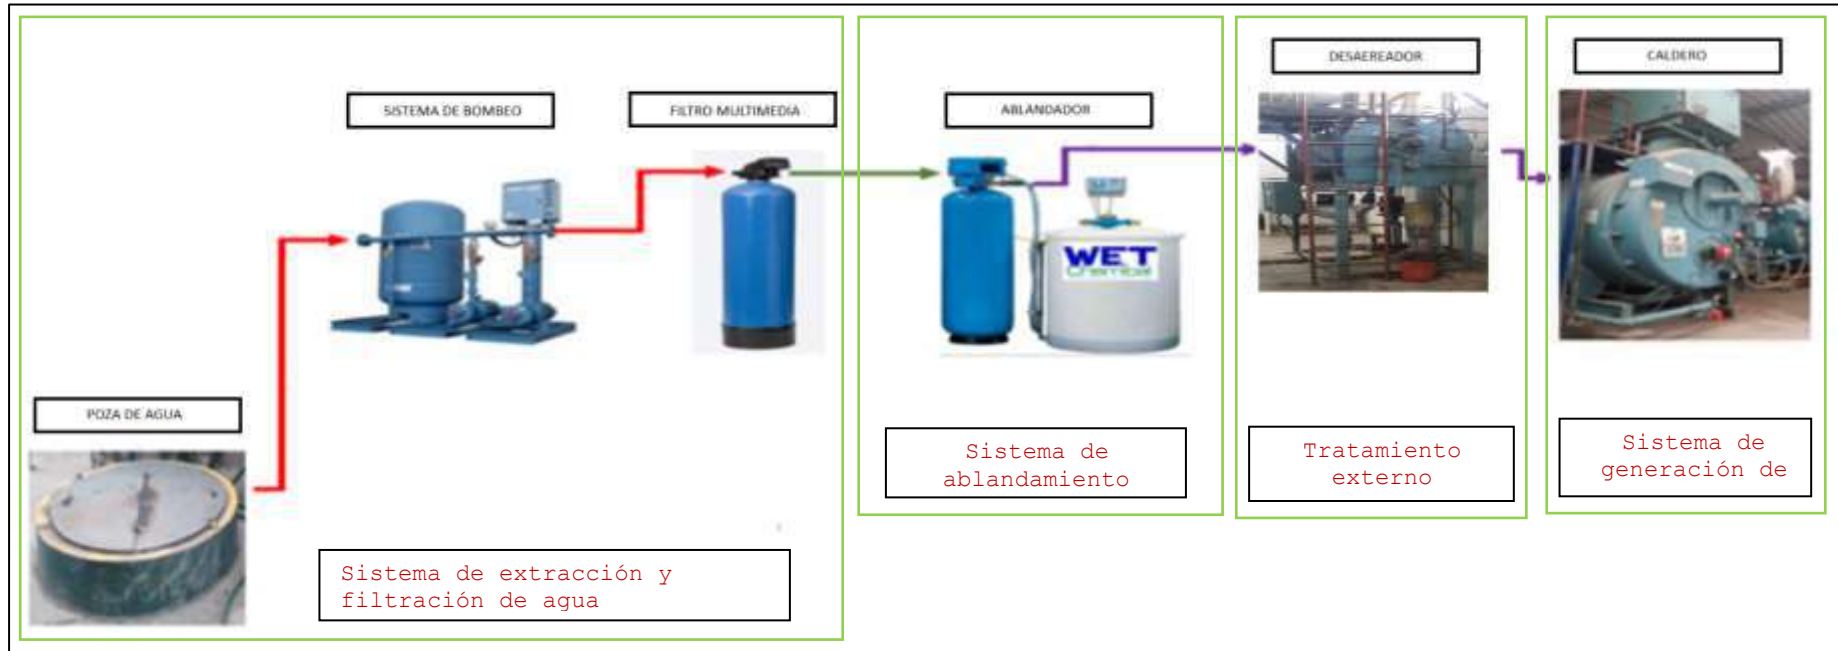 POZA DE AGUA
SISTEMA DE BOMBEO
FILTRO MULTIMEDIA
Sistema de extracción y
filtración de agua
ABLANDADOR
WET
Chemical
Sistema de
ablandamiento
DESAEREADOR
Tratamiento
externo
CALDERO
Sistema de
generación de